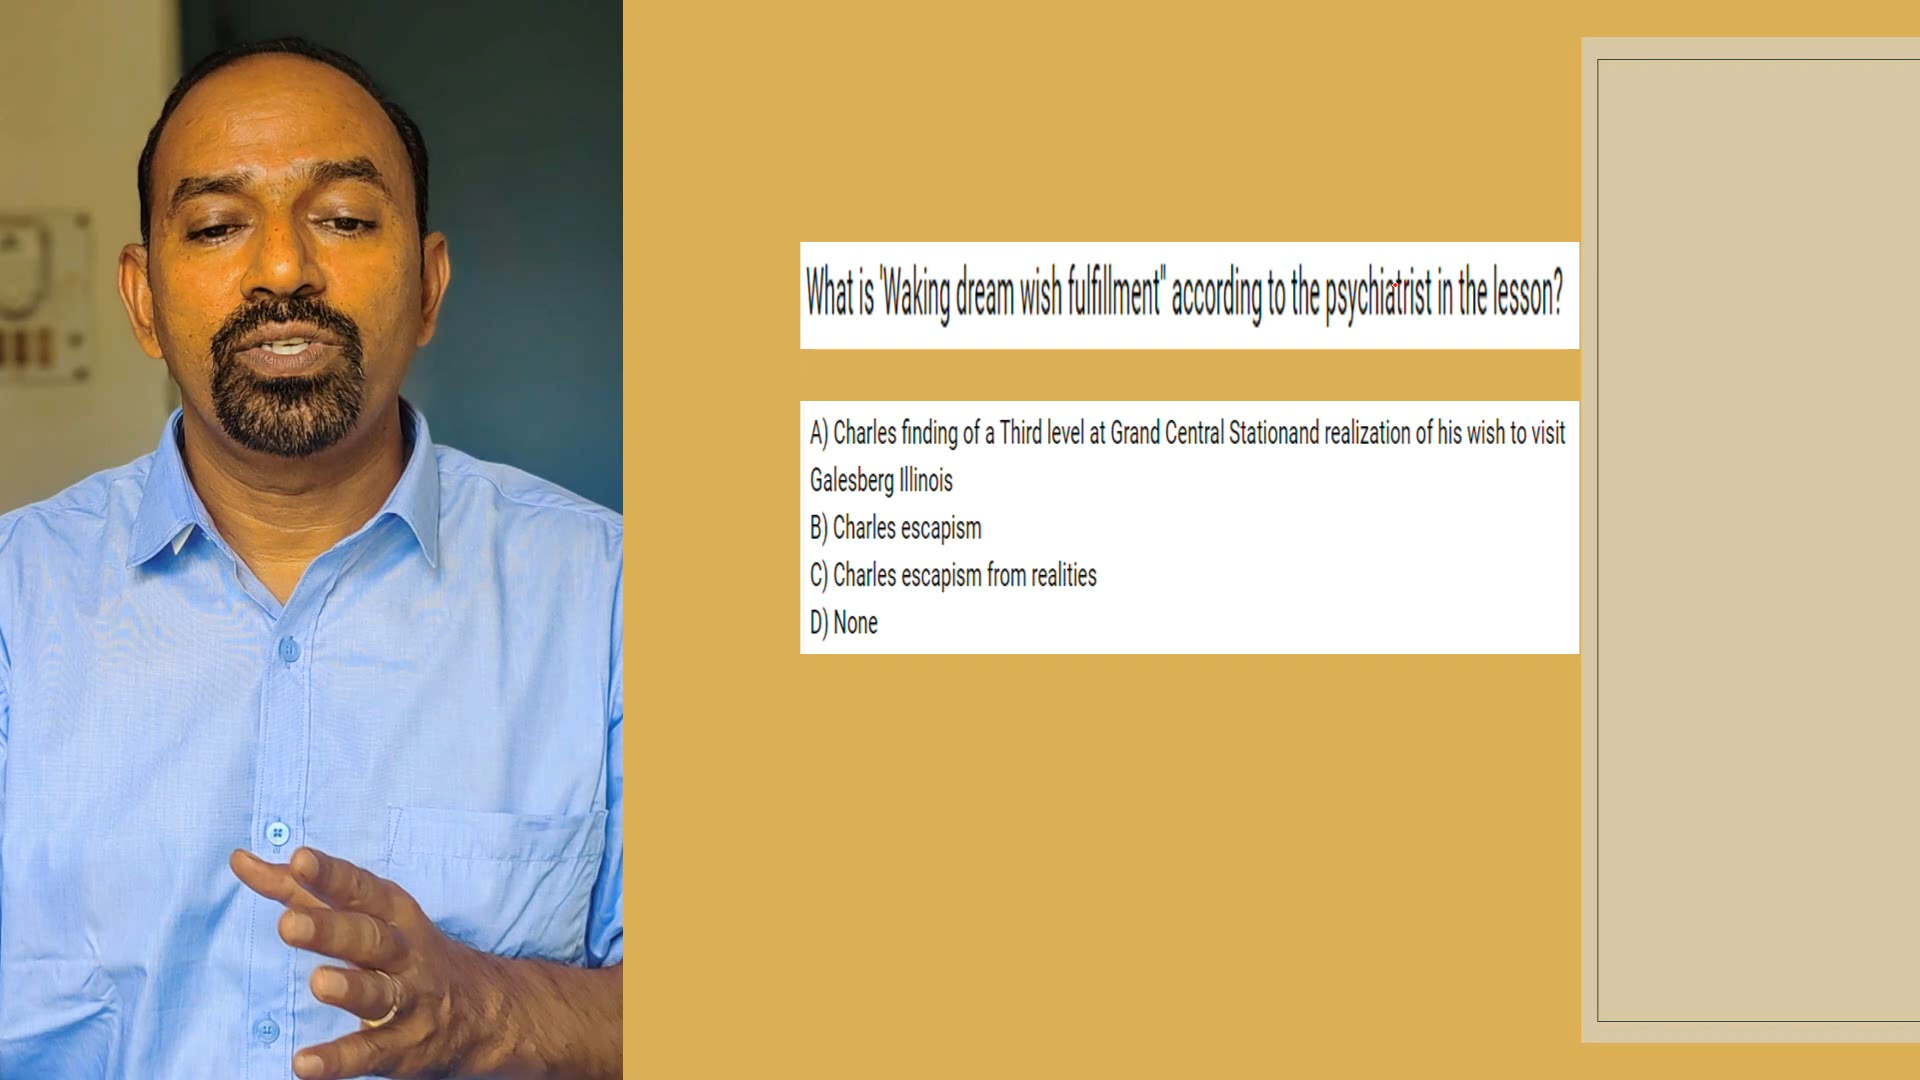 What is 'Waking dream wish fulfillment" according to the psychiatrist in the lesson?
A) Charles finding of a Third level at Grand Central Stationand realization of his wish to visit
Galesberg Illinois
B) Charles escapism
C) Charles escapism from realities
D) None